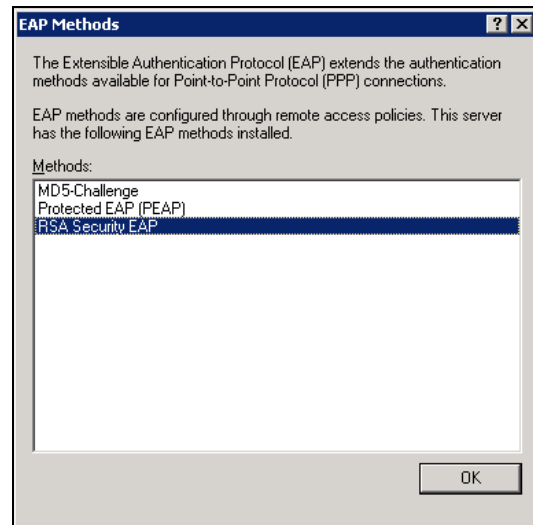 EAP Methods
The Extensible Authentication Protocol (EAP) extends the authentication
methods available for Point-to-Point Protocol (PPP) connections.
EAP methods are configured through remote access policies. This server
has the following EAP methods installed.
Methods:
MD5-Challenge
Protected EAP (PEAP)
RSA Security EAP
OK